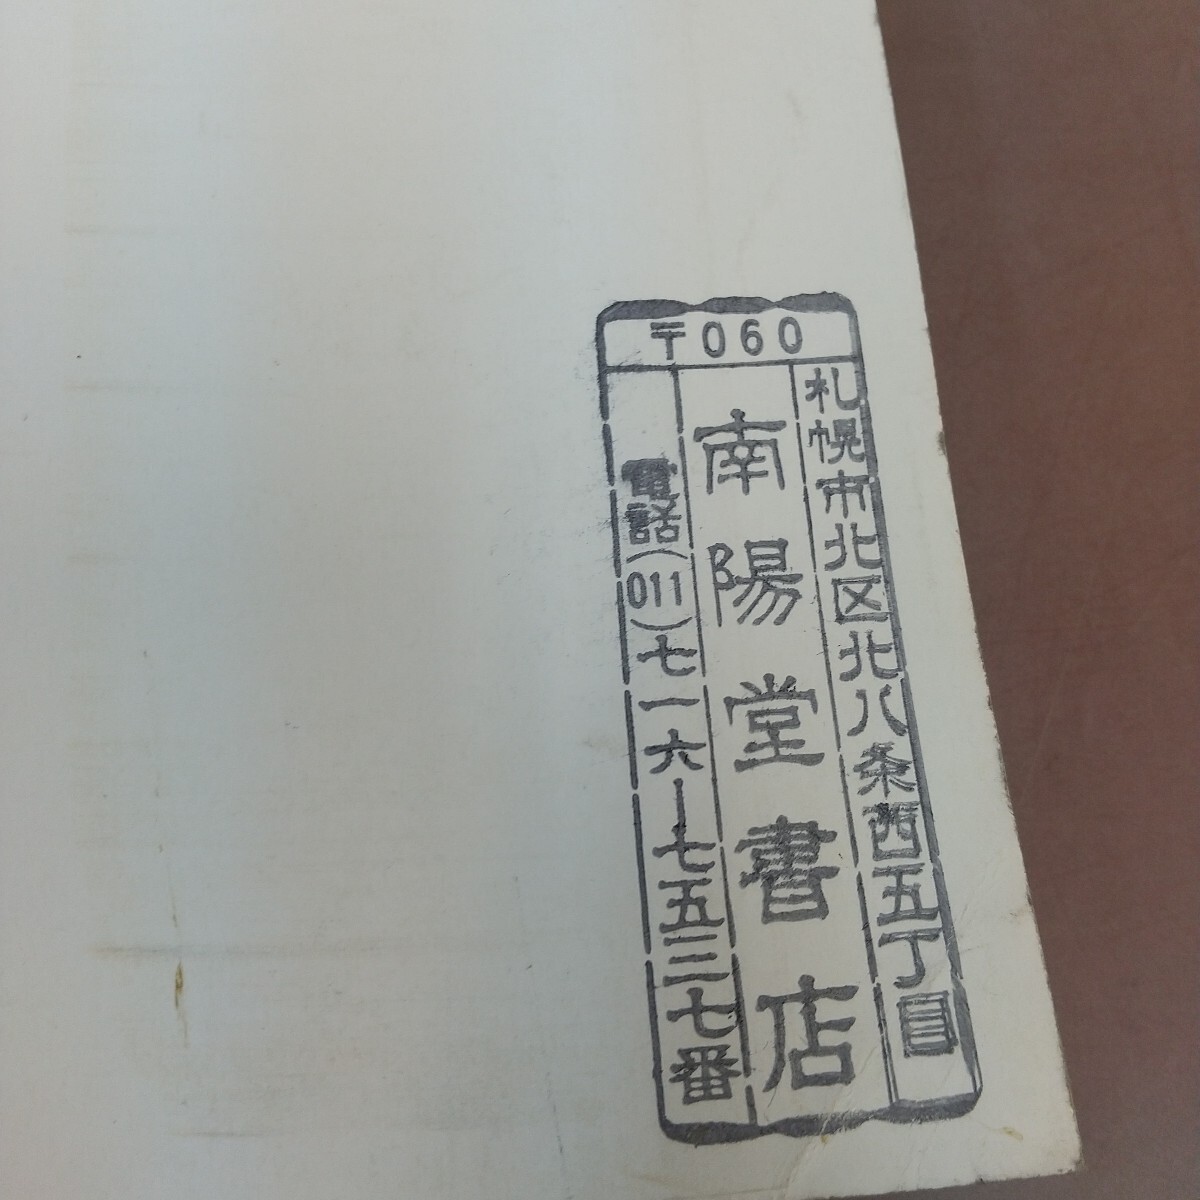 〒060
札幌市北区北八条西五丁目
南陽堂書店
電話(011)七一六―七五三七番